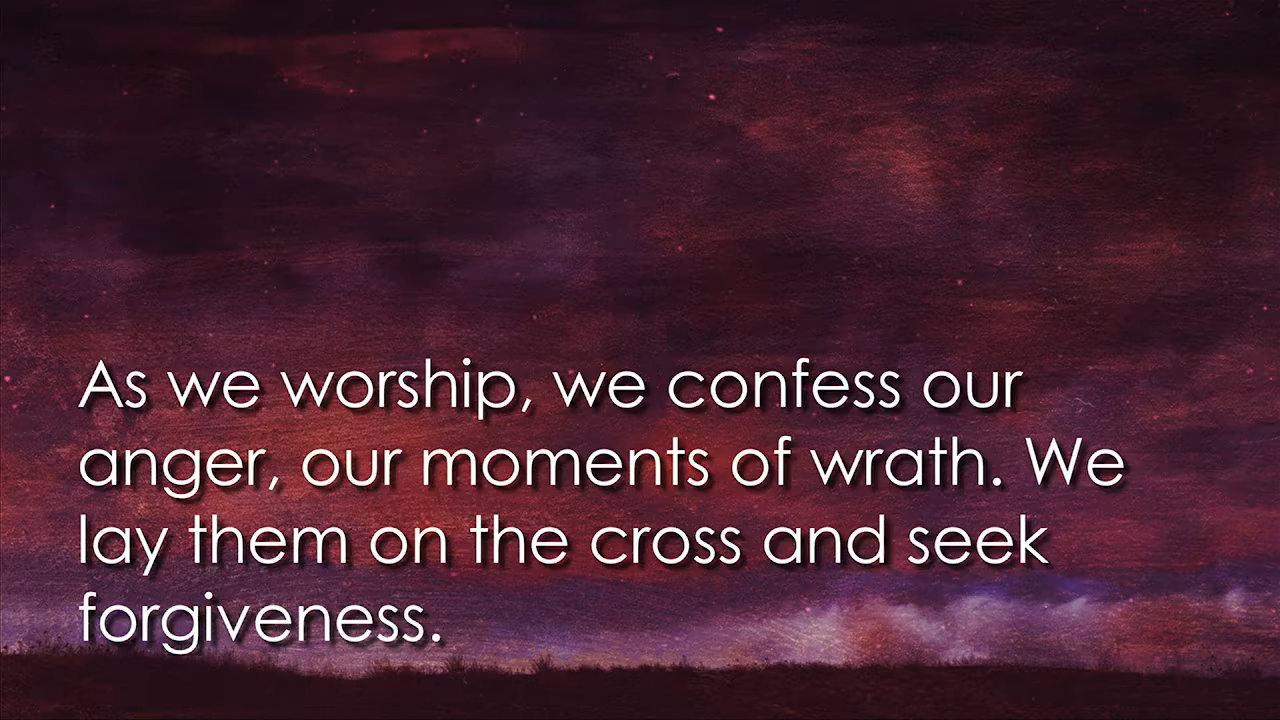 As we worship, we confess our
anger, our moments of wrath. We
lay them on the cross and seek
forgiveness.